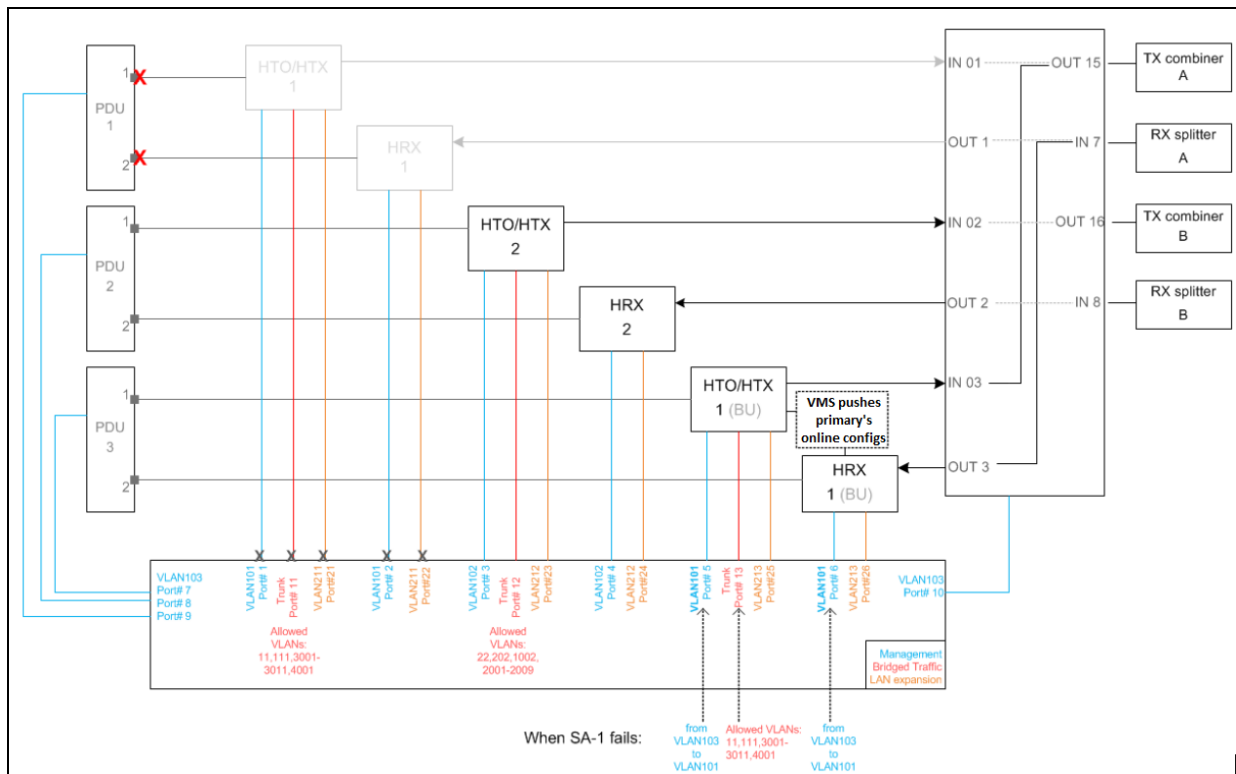 1
PDU
1
2
HTO/HTX
1
IN 01
OUT 15
TX combiner
A
HRX
1
OUT 1
IN 7
RX splitter
A
1
PDU
2
2
HTO/HTX
2
IN 02
OUT 16
TX combiner
B
HRX
2
OUT 2
IN 8
RX splitter
B
1
PDU
3
2
HTO/HTX
1 (BU)
IN 03
VMS pushes
primary's
online configs
HRX
1 (BU)
OUT 3
VLAN103
Port# 7
Port# 8
Port# 9
VLAN101
Port# 1
Trunk
Port# 11
VLAN211
Port#21
VLAN101
Port# 2
VLAN211
Port#22
VLAN102
Port# 3
Trunk
Port# 12
VLAN212
Port#23
VLAN102
Port# 4
VLAN212
Port#24
VLAN101
Port# 5
Trunk
Port# 13
VLAN213
Port#25
VLAN101
Port# 6
VLAN213
Port#26
VLAN103
Port# 10
Allowed
VLANs:
11,111,3001-
3011,4001
Allowed
VLANs:
22,202,1002,
2001-2009
Management
Bridged Traffic
LAN expansion
When SA-1 fails:
from
VLAN103
to
VLAN101
Allowed VLANs:
11,111,3001-
3011,4001
from
VLAN103
to
VLAN101